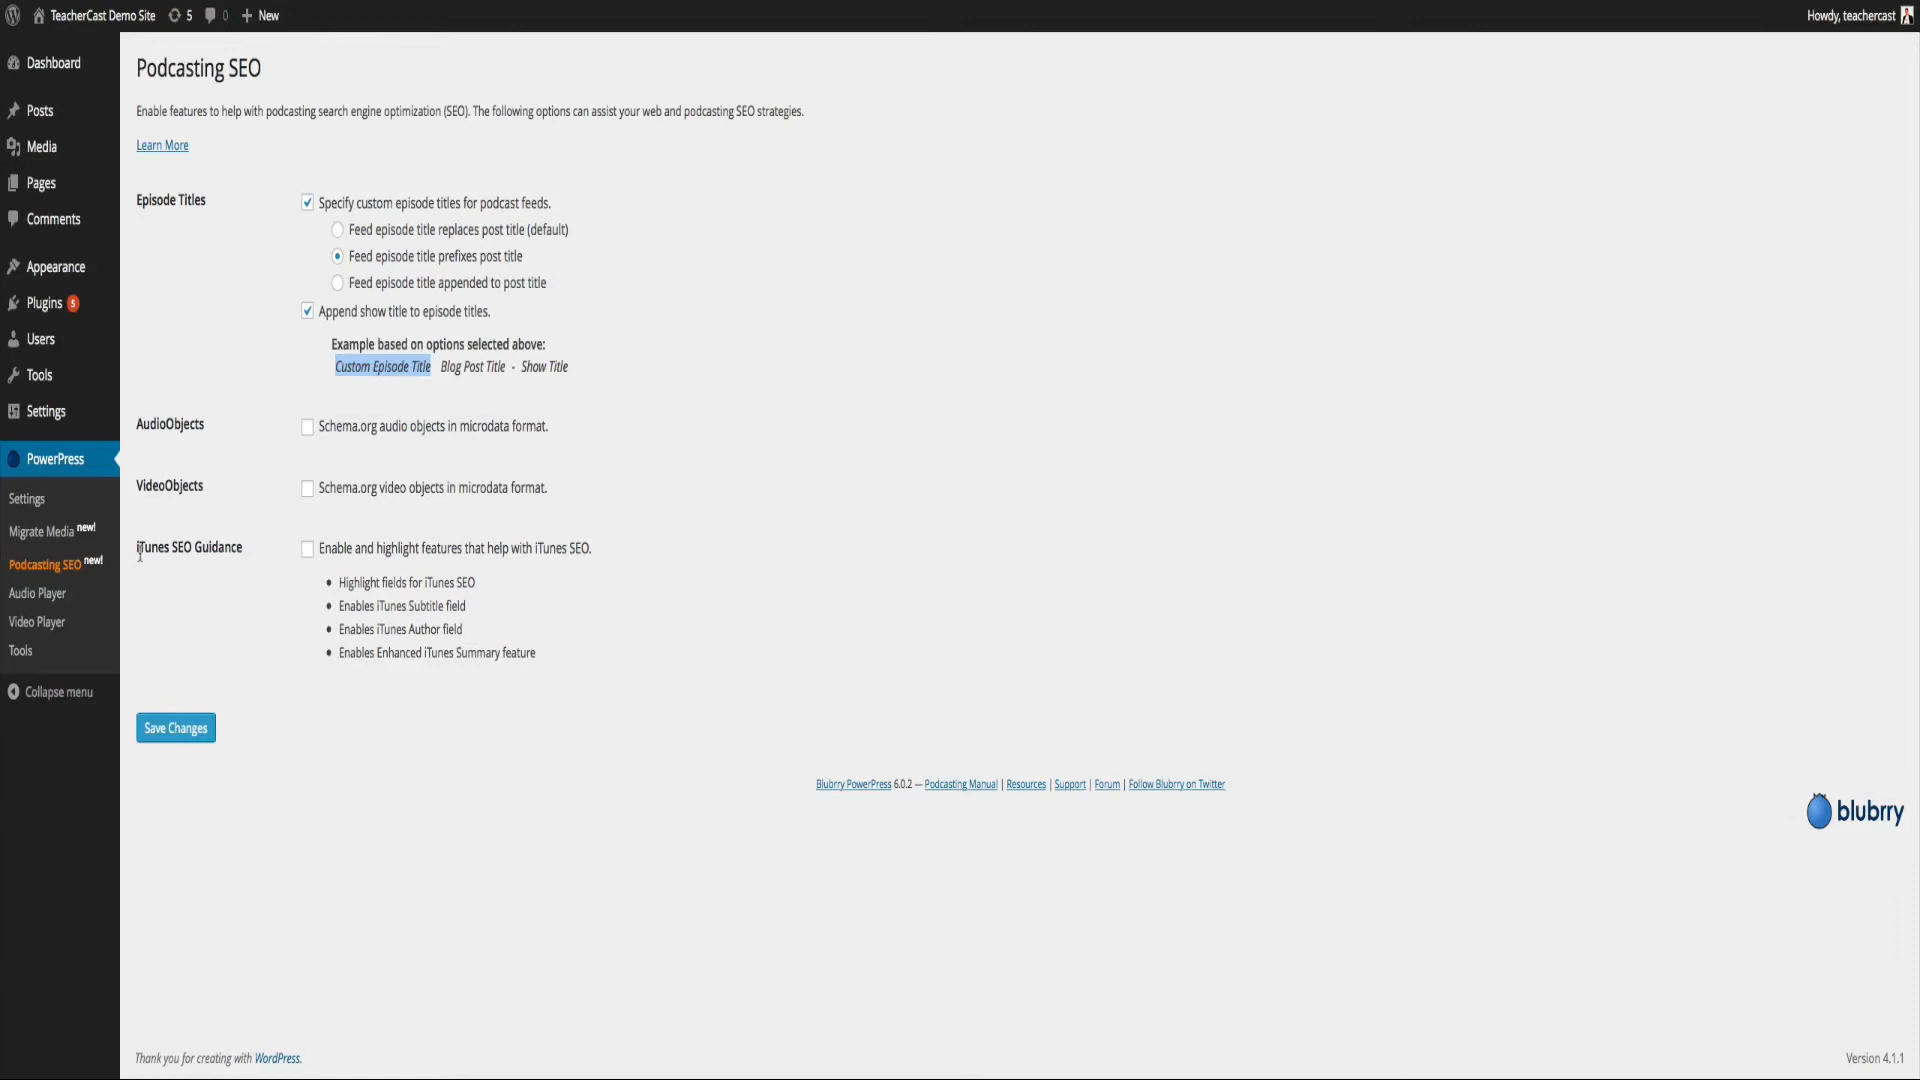 TeacherCast Demo Site 5 0 New Howdy, teachercast
Dashboard
Posts
Media
Pages
Comments
Appearance
Plugins 5
Users
Tools
Settings
PowerPress
Settings
Migrate Media new!
Podcasting SEO new!
Audio Player
Video Player
Tools
Collapse menu
Podcasting SEO
Enable features to help with podcasting search engine optimization (SEO). The following options can assist your web and podcasting SEO strategies.
Learn More
Episode Titles
Specify custom episode titles for podcast feeds.
Feed episode title replaces post title (default)
Feed episode title prefixes post title
Feed episode title appended to post title
Append show title to episode titles.
Example based on options selected above:
Custom Episode Title Blog Post Title - Show Title
AudioObjects
Schema.org audio objects in microdata format.
VideoObjects
Schema.org video objects in microdata format.
iTunes SEO Guidance
Enable and highlight features that help with iTunes SEO.
Highlight fields for iTunes SEO
Enables iTunes Subtitle field
Enables iTunes Author field
Enables Enhanced iTunes Summary feature
Save Changes
Blubrry PowerPress 6.0.2 — Podcasting Manual | Resources | Support | Forum | Follow Blubrry on Twitter
blubrry
Thank you for creating with WordPress.
Version 4.1.1